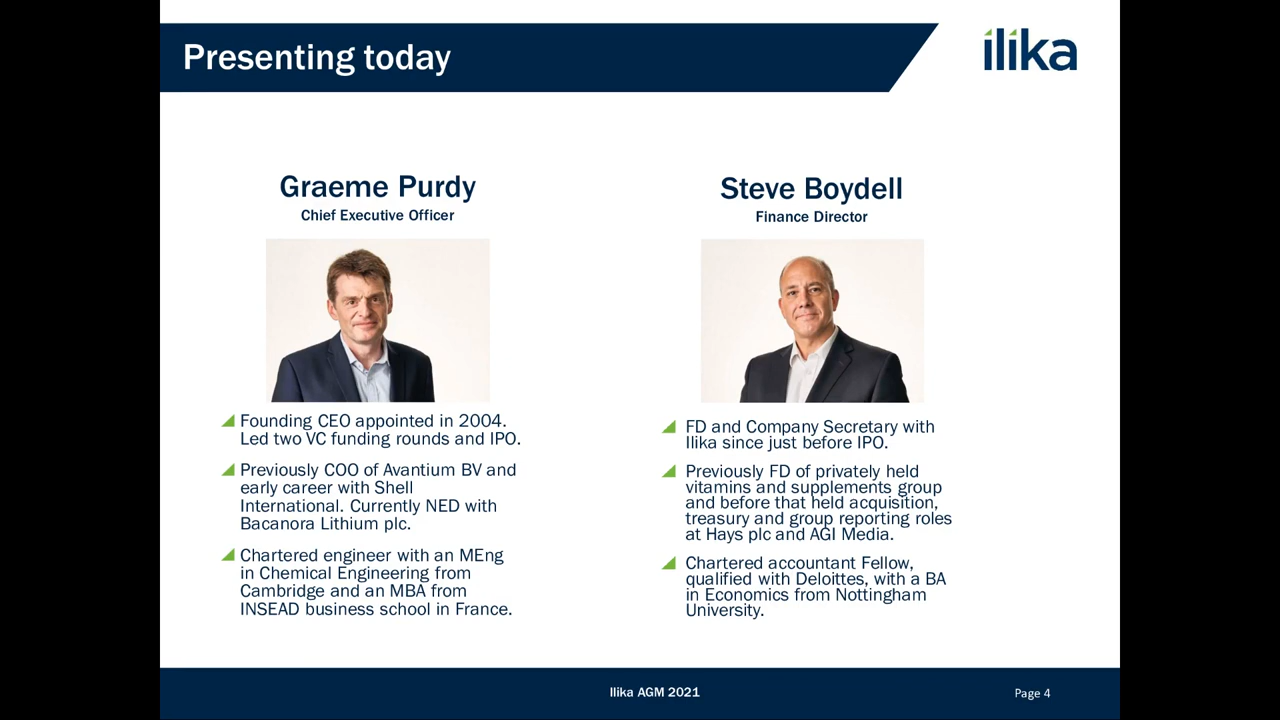 Presenting today
ilika
Graeme Purdy
Chief Executive Officer
Founding CEO appointed in 2004.
Led two VC funding rounds and IPO.
Previously COO of Avantium BV and
early career with Shell
International. Currently NED with
Bacanora Lithium plc.
Chartered engineer with an MEng
in Chemical Engineering from
Cambridge and an MBA from
INSEAD business school in France.
Steve Boydell
Finance Director
FD and Company Secretary with
Ilika since just before IPO.
Previously FD of privately held
vitamins and supplements group
and before that held acquisition,
treasury and group reporting roles
at Hays plc and AGI Media.
Chartered accountant Fellow,
qualified with Deloittes, with a BA
in Economics from Nottingham
University.
Ilika AGM 2021
Page 4